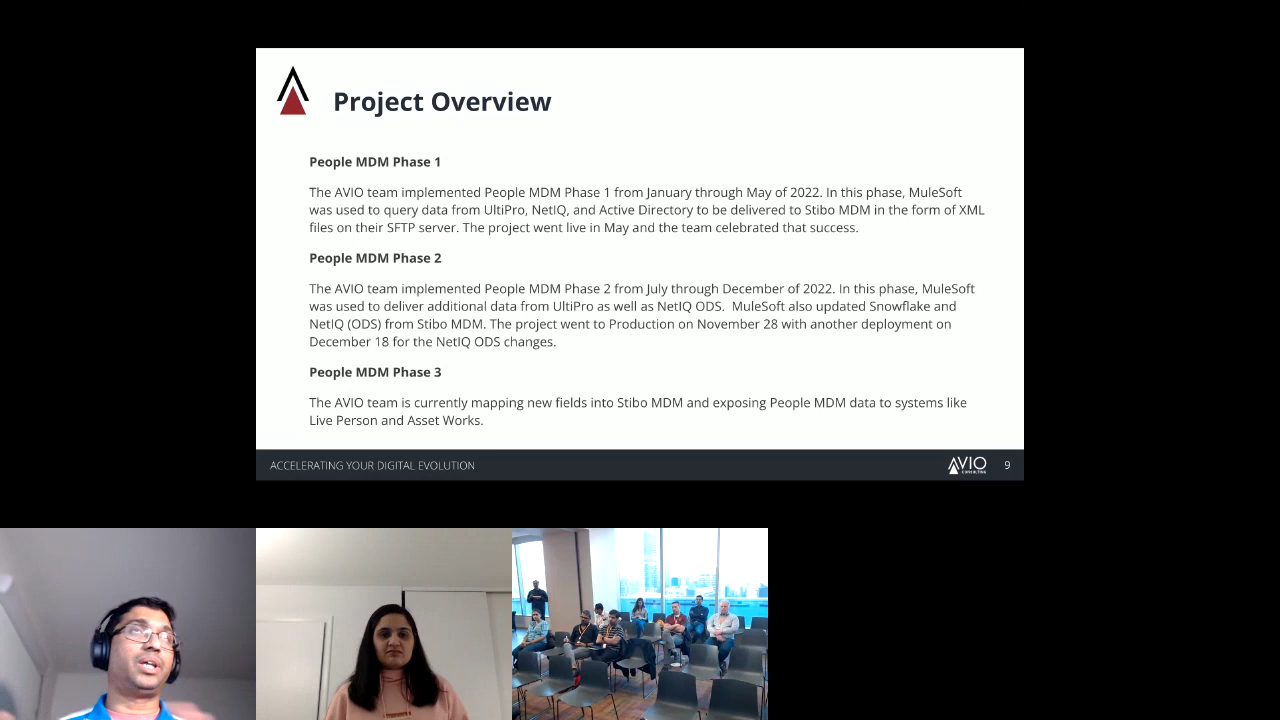 Project Overview
People MDM Phase 1
The AVIO team implemented People MDM Phase 1 from January through May of 2022. In this phase, MuleSoft
was used to query data from UltiPro, NetIQ, and Active Directory to be delivered to Stibo MDM in the form of XML
files on their SFTP server. The project went live in May and the team celebrated that success.
People MDM Phase 2
The AVIO team implemented People MDM Phase 2 from July through December of 2022. In this phase, MuleSoft
was used to deliver additional data from UltiPro as well as NetIQ ODS.  MuleSoft also updated Snowflake and
NetIQ (ODS) from Stibo MDM. The project went to Production on November 28 with another deployment on
December 18 for the NetIQ ODS changes.
People MDM Phase 3
The AVIO team is currently mapping new fields into Stibo MDM and exposing People MDM data to systems like
Live Person and Asset Works.
ACCELERATING YOUR DIGITAL EVOLUTION
AVIO
CONSULTING
9